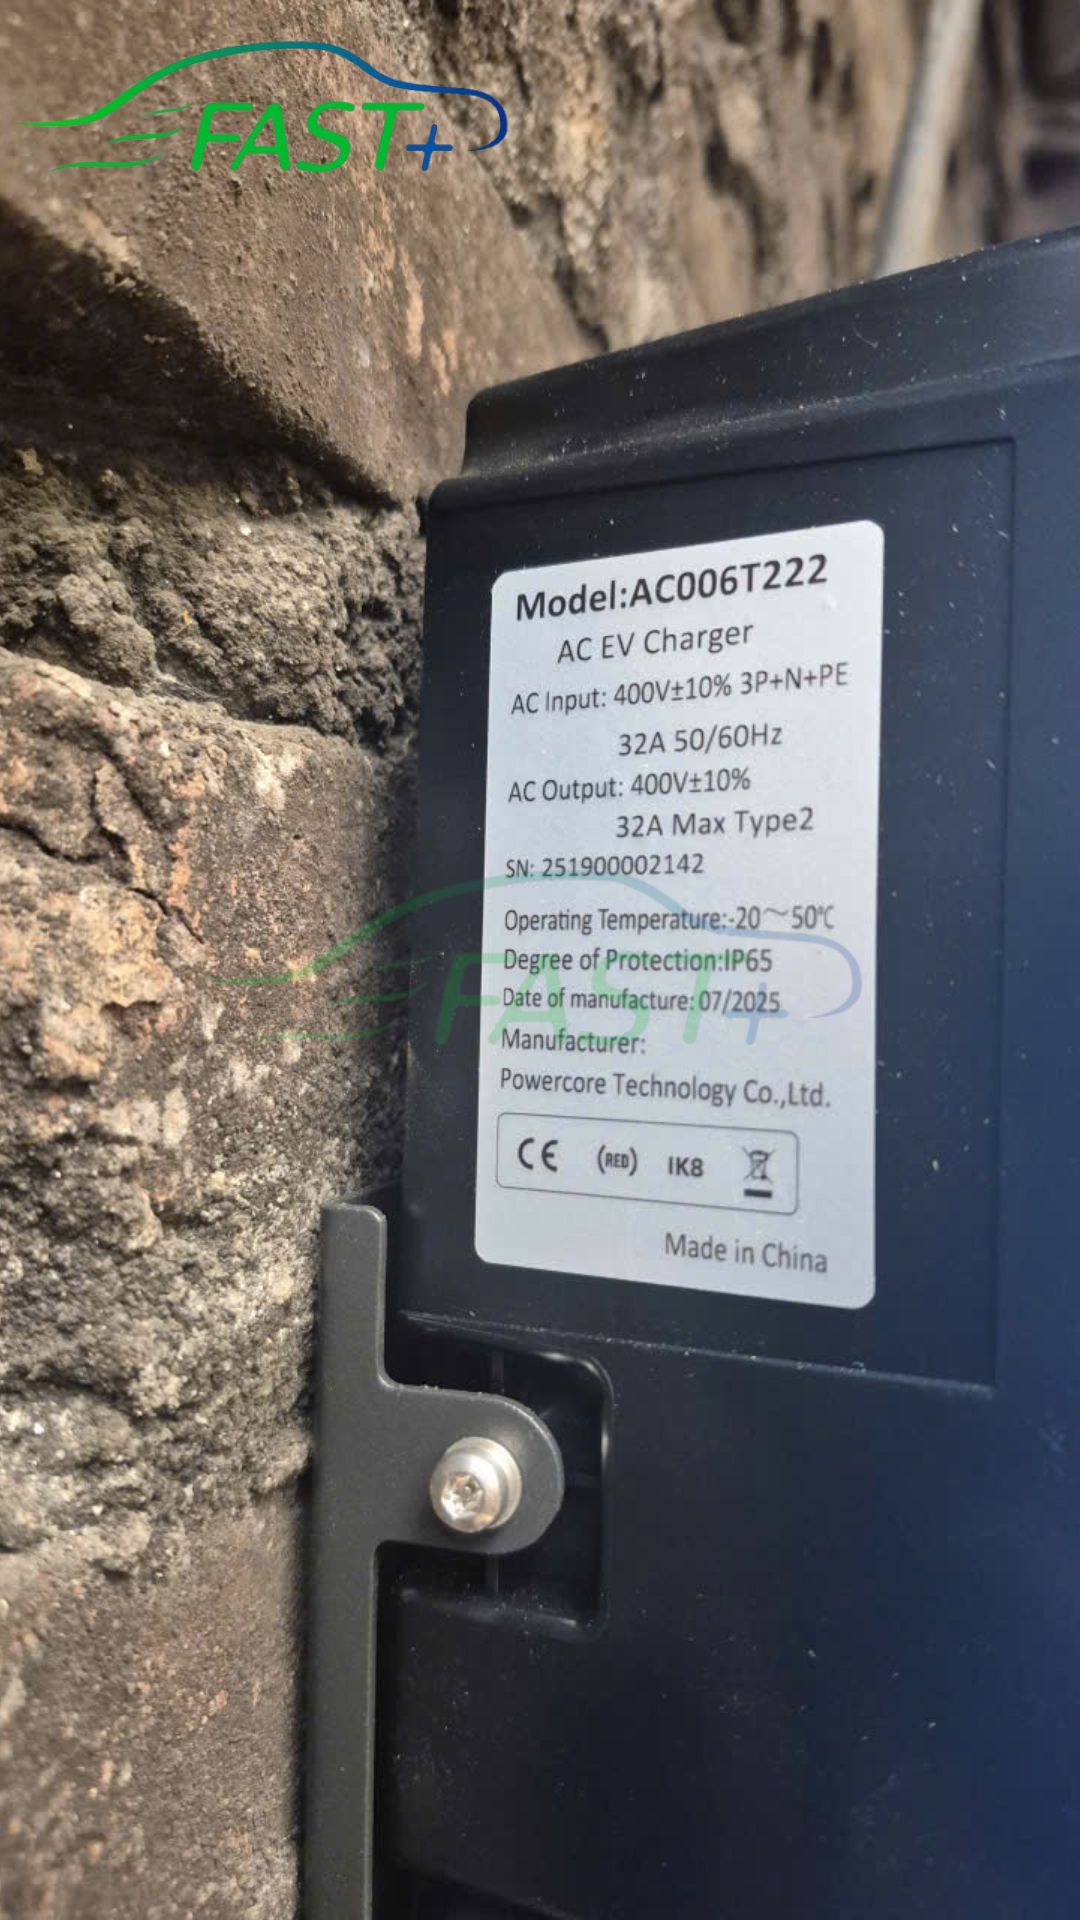 FAST+
Model:AC006T222
AC EV Charger
AC Input: 400V±10% 3P+N+PE
32A 50/60Hz
AC Output: 400V±10%
32A Max Type2
SN: 251900002142
Operating Temperature:-20～50℃
Degree of Protection:IP65
FAST+
Date of manufacture: 07/2025
Manufacturer:
Powercore Technology Co.,Ltd.
CE (RED) IK8
Made in China